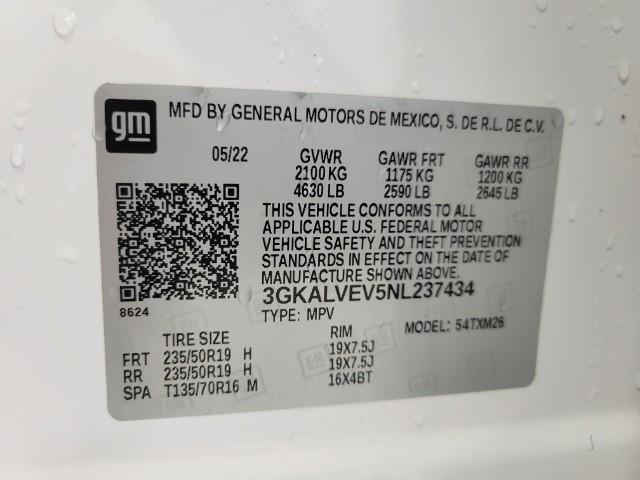 gm
MFD BY GENERAL MOTORS DE MEXICO, S. DE R.L. DE C.V.
05/22 GVWR GAWR FRT GAWR RR
2100 KG 1175 KG 1200 KG
4630 LB 2590 LB 2645 LB
THIS VEHICLE CONFORMS TO ALL
APPLICABLE U.S. FEDERAL MOTOR
VEHICLE SAFETY AND THEFT PREVENTION
STANDARDS IN EFFECT ON THE DATE OF
MANUFACTURE SHOWN ABOVE.
8624
3GKALVEV5NL237434
TYPE: MPV MODEL: 54TXM26
TIRE SIZE RIM
FRT 235/50R19 H 19X7.5J
RR 235/50R19 H 19X7.5J
SPA T135/70R16 M 16X4BT